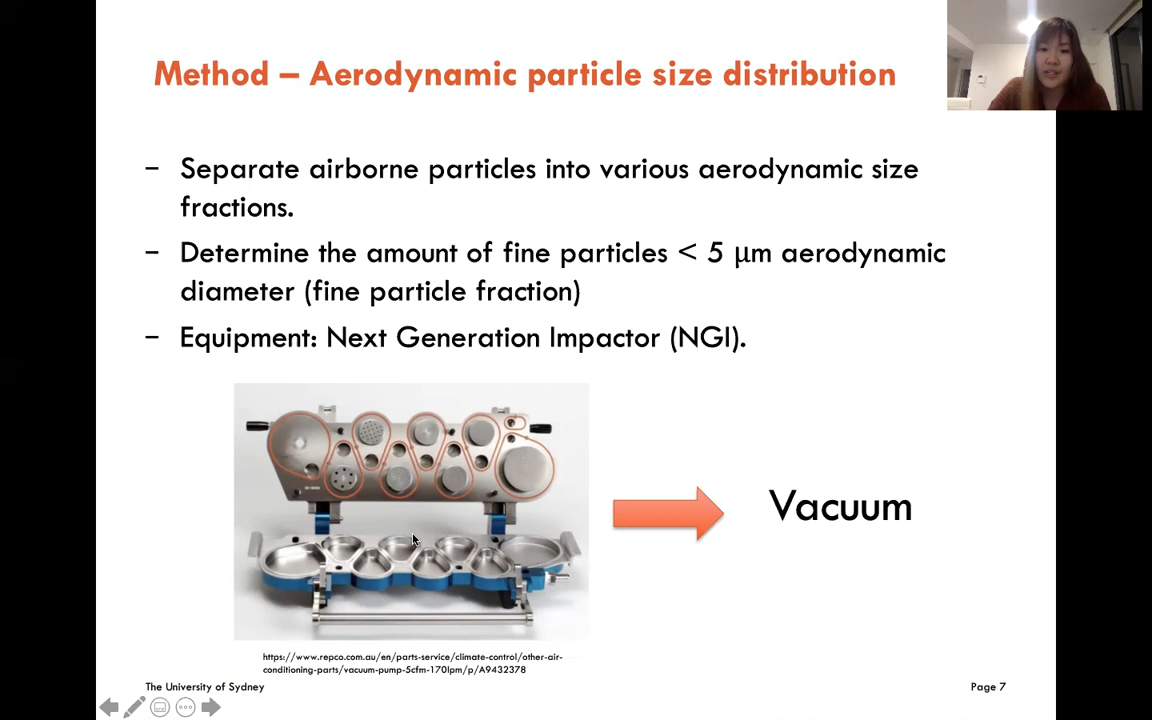 Method – Aerodynamic particle size distribution
– Separate airborne particles into various aerodynamic size
fractions.
– Determine the amount of fine particles < 5 μm aerodynamic
diameter (fine particle fraction)
– Equipment: Next Generation Impactor (NGI).
Vacuum
https://www.repco.com.au/en/parts-service/climate-control/other-air-
conditioning-parts/vacuum-pump-5cfm-170lpm/p/A9432378
The University of Sydney
Page 7